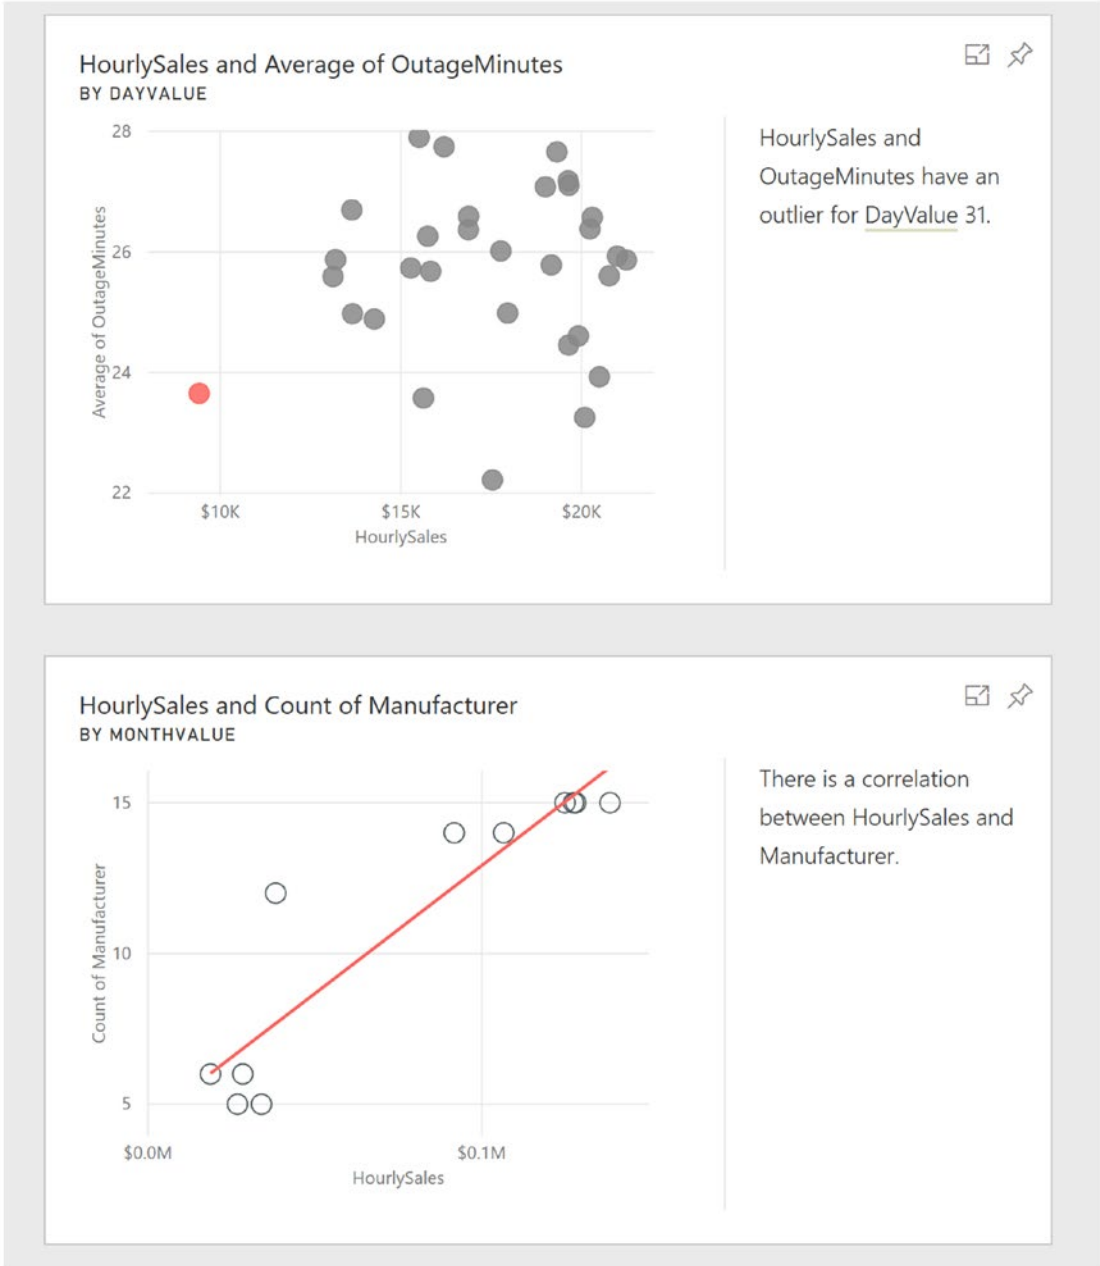 HourlySales and Average of OutageMinutes
BY DAYVALUE
28
26
24
22
Average of OutageMinutes
$10K
$15K
$20K
HourlySales
HourlySales and
OutageMinutes have an
outlier for DayValue 31.
HourlySales and Count of Manufacturer
BY MONTHVALUE
15
10
5
Count of Manufacturer
$0.0M
$0.1M
HourlySales
There is a correlation
between HourlySales and
Manufacturer.